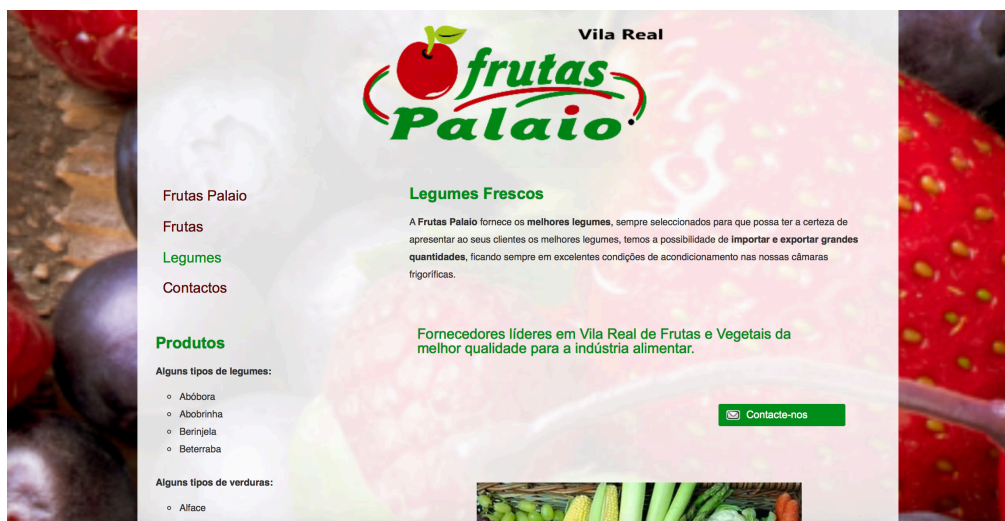 Vila Real
frutas
Palaio
Frutas Palaio
Frutas
Legumes
Contactos
Produtos
Alguns tipos de legumes:
Abóbora
Abobrinha
Berinjela
Beterraba
Alguns tipos de verduras:
Alface
Legumes Frescos
A Frutas Palaio fornece os melhores legumes, sempre seleccionados para que possa ter a certeza de
apresentar ao seus clientes os melhores legumes, temos a possibilidade de importar e exportar grandes
quantidades, ficando sempre em excelentes condições de acondicionamento nas nossas câmaras
frigoríficas.
Fornecedores líderes em Vila Real de Frutas e Vegetais da
melhor qualidade para a indústria alimentar.
Contacte-nos